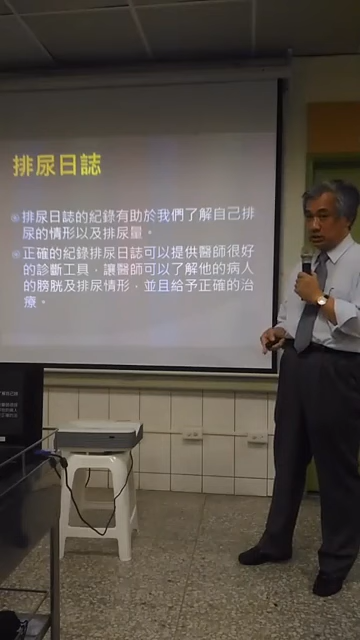 排尿日誌
排尿日誌的紀錄有助於我們了解自己排
尿的情形以及排尿量。
正確的紀錄排尿日誌可以提供醫師很好
的診斷工具，讓醫師可以了解他的病人
的膀胱及排尿情形，並且給予正確的治
療。